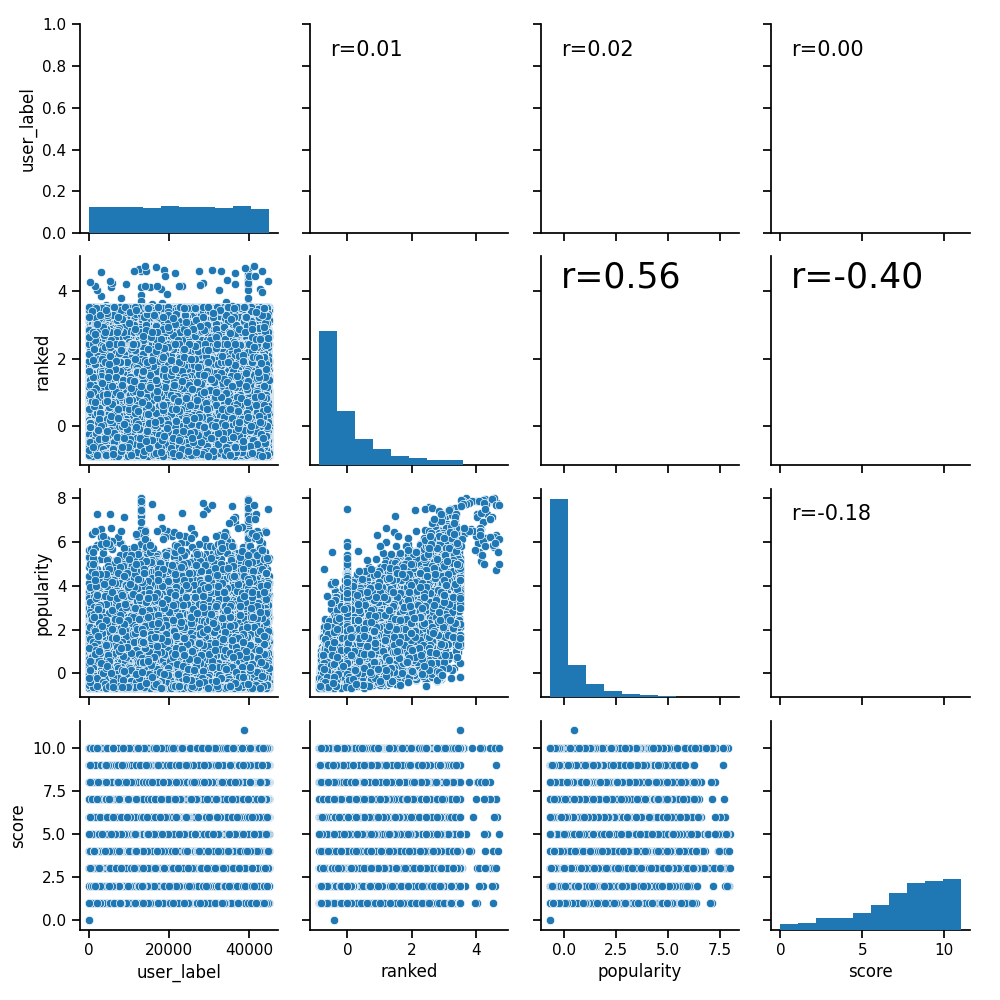 1.0
0.8
0.6
0.4
0.2
0.0
user_label
r=0.01
r=0.02
r=0.00
4
2
0
ranked
r=0.56
r=-0.40
8
6
4
2
0
popularity
r=-0.18
10.0
7.5
5.0
2.5
0.0
score
0 20000 40000
user_label
0 2 4
ranked
0.0 2.5 5.0 7.5
popularity
0 5 10
score